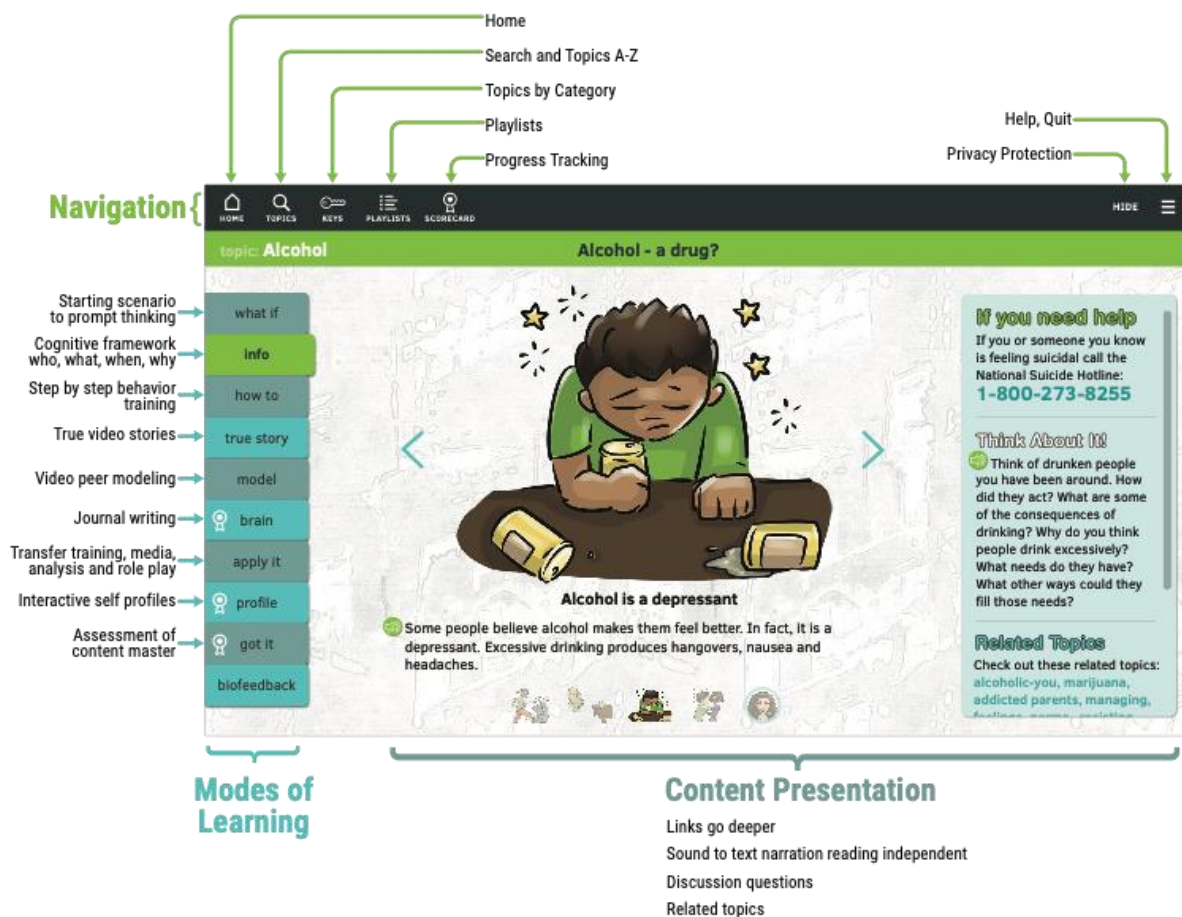 Home
Search and Topics A-Z
Topics by Category
Playlists
Progress Tracking
Help, Quit
Privacy Protection
Navigation
HOME
TOPICS
KEYS
PLAYLISTS
SCORECARD
HIDE
topic: Alcohol
Alcohol - a drug?
Starting scenario
to prompt thinking
what if
Cognitive framework
who, what, when, why
info
Step by step behavior
training
how to
True video stories
true story
Video peer modeling
model
Journal writing
brain
Transfer training, media,
analysis and role play
apply it
Interactive self profiles
profile
Assessment of
content master
got it
biofeedback
Alcohol is a depressant
Some people believe alcohol makes them feel better. In fact, it is a
depressant. Excessive drinking produces hangovers, nausea and
headaches.
If you need help
If you or someone you know
is feeling suicidal call the
National Suicide Hotline:
1-800-273-8255
Think About It!
Think of drunken people
you have been around. How
did they act? What are some
of the consequences of
drinking? Why do you think
people drink excessively?
What needs do they have?
What other ways could they
fill those needs?
Related Topics
Check out these related topics:
alcoholic-you, marijuana,
addicted parents, managing,
Modes of
Learning
Content Presentation
Links go deeper
Sound to text narration reading independent
Discussion questions
Related topics